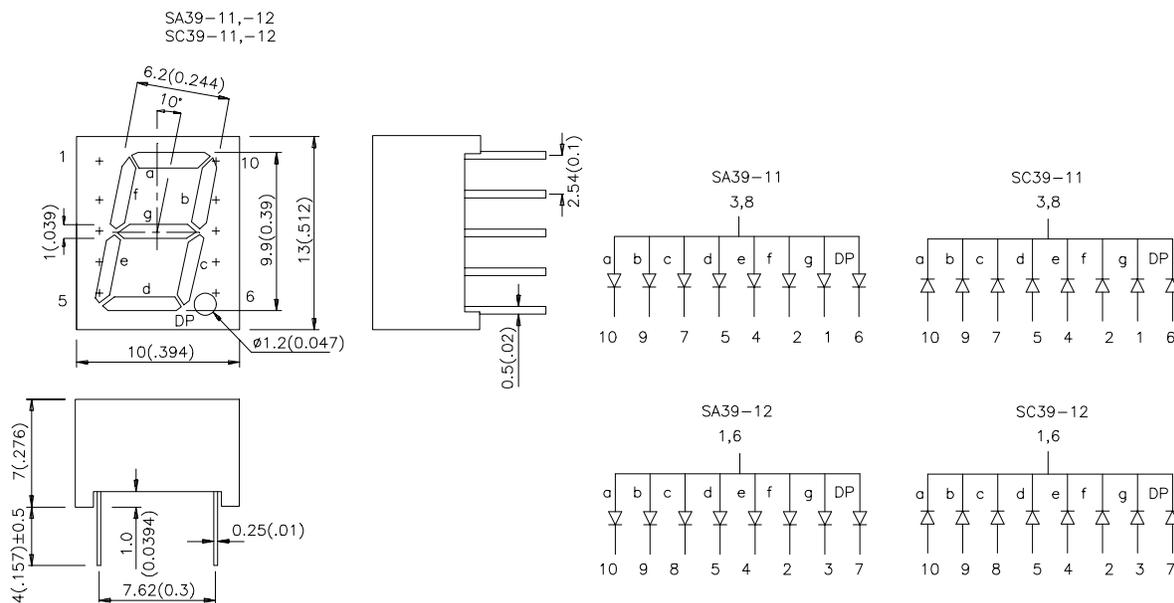 SA39-11,-12
SC39-11,-12
6.2(0.244)
10°
1
10
a
f
b
g
1(.039)
e
c
d
5
6
DP
9.9(0.39)
13(.512)
ø1.2(0.047)
10(.394)
2.54(0.1)
0.5(.02)
7(.276)
4(.157)±0.5
1.0
(0.0394)
0.25(.01)
7.62(0.3)
SA39-11
3,8
a b c d e f g DP
10 9 7 5 4 2 1 6
SC39-11
3,8
a b c d e f g DP
10 9 7 5 4 2 1 6
SA39-12
1,6
a b c d e f g DP
10 9 8 5 4 2 3 7
SC39-12
1,6
a b c d e f g DP
10 9 8 5 4 2 3 7